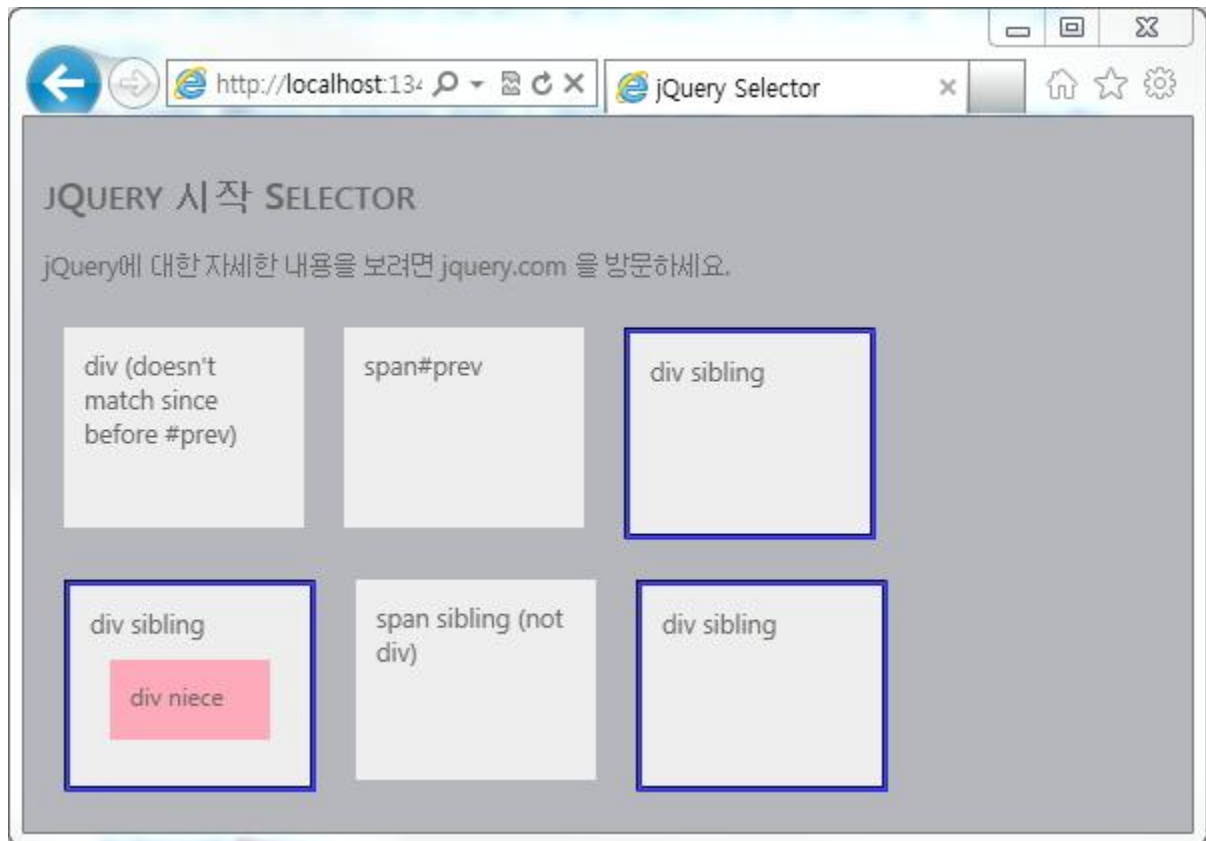 http://localhost:134
jQuery Selector
JQUERY 시작 SELECTOR
jQuery에 대한 자세한 내용을 보려면 jquery.com 을 방문하세요.
div (doesn't
match since
before #prev)
span#prev
div sibling
div sibling
div niece
span sibling (not
div)
div sibling